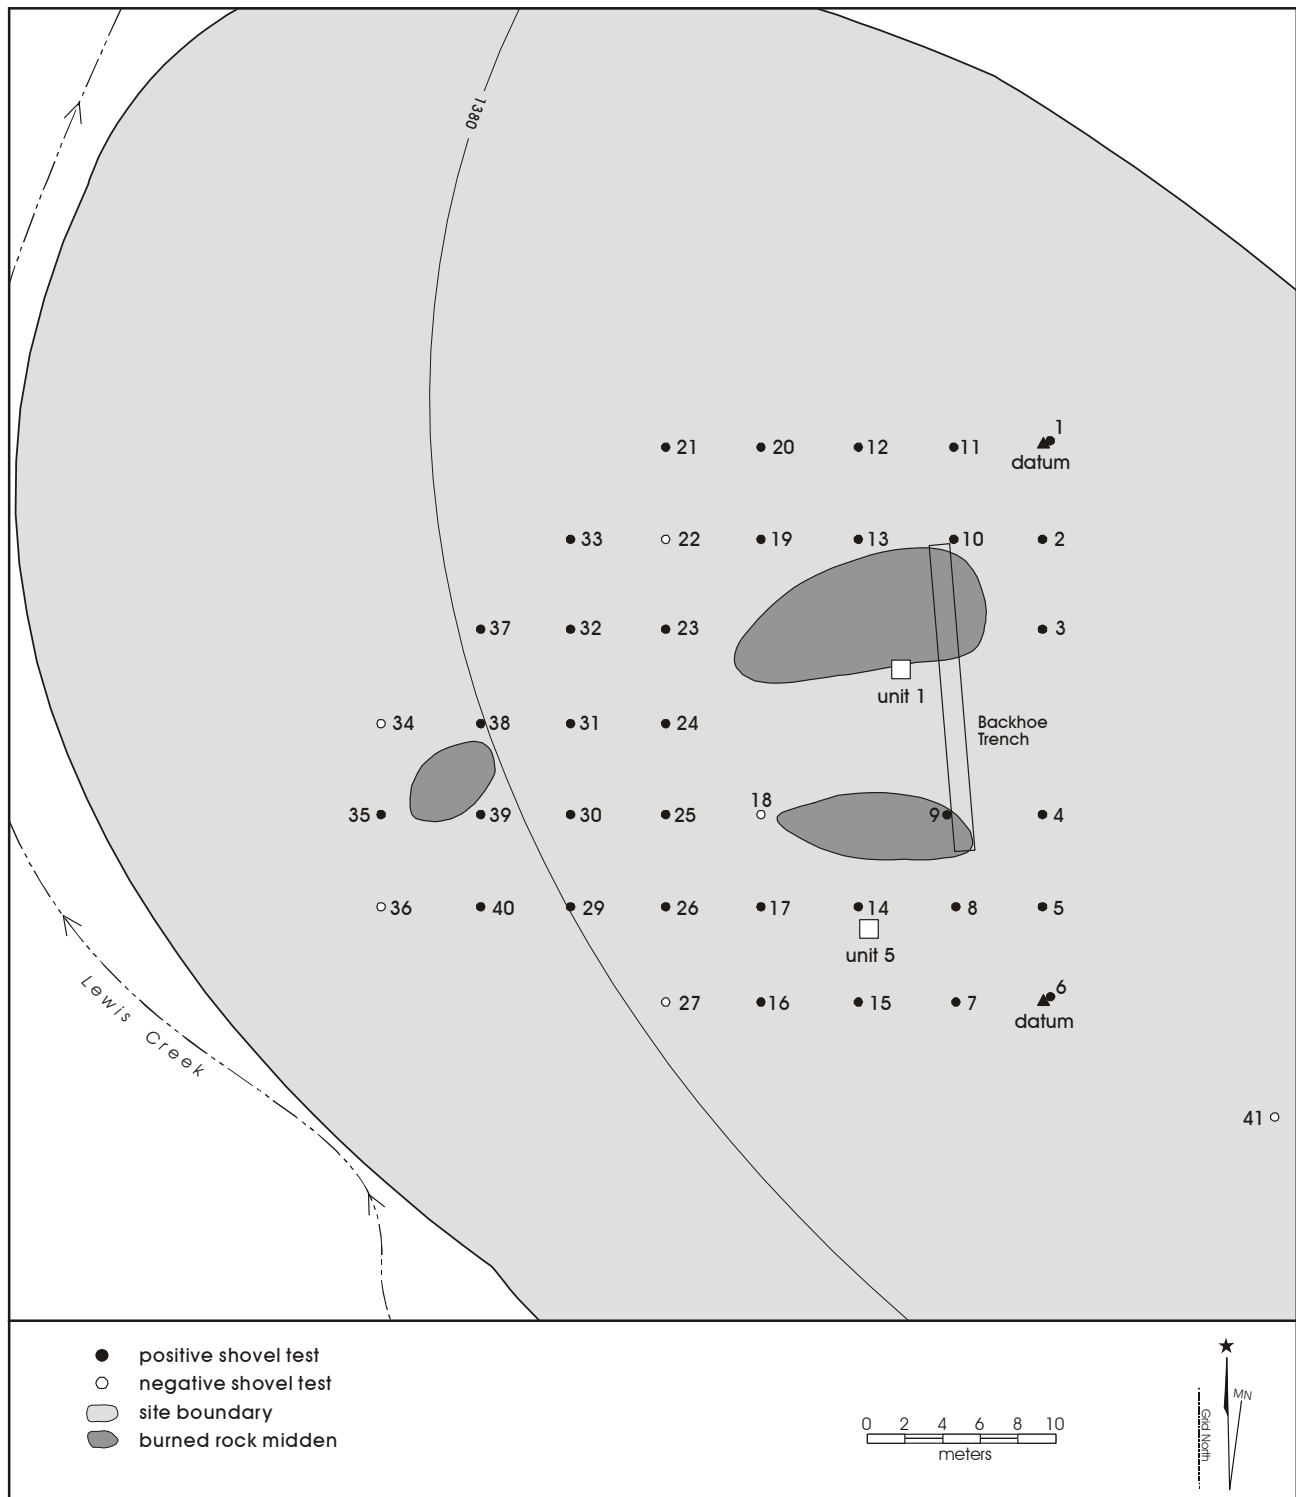 1380
1
21 20 12 11
datum
33 22 19 13 10 2
37 32 23 3
unit 1
34 38 31 24
Backhoe
Trench
18
35 39 30 25 9 4
36 40 29 26 17 14 8 5
unit 5
6
27 16 15 7
datum
Lewis Creek
41
positive shovel test
negative shovel test
site boundary
burned rock midden
0 2 4 6 8 10
meters
MN
Grid North